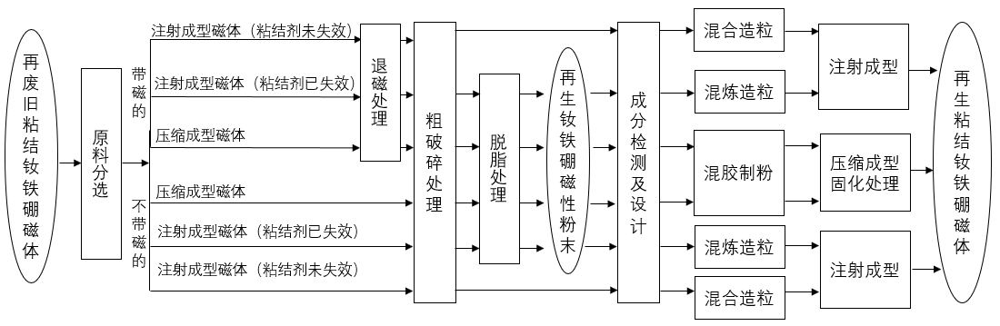 再废旧粘结钕铁硼磁体
原料分选
带磁的
不带磁的
注射成型磁体（粘结剂未失效）
注射成型磁体（粘结剂已失效）
压缩成型磁体
压缩成型磁体
注射成型磁体（粘结剂已失效）
注射成型磁体（粘结剂未失效）
退磁处理
粗破碎处理
脱脂处理
再生钕铁硼磁性粉末
成分检测及设计
混合造粒
混炼造粒
混胶制粉
混炼造粒
混合造粒
注射成型
压缩成型
固化处理
注射成型
再生粘结钕铁硼磁体